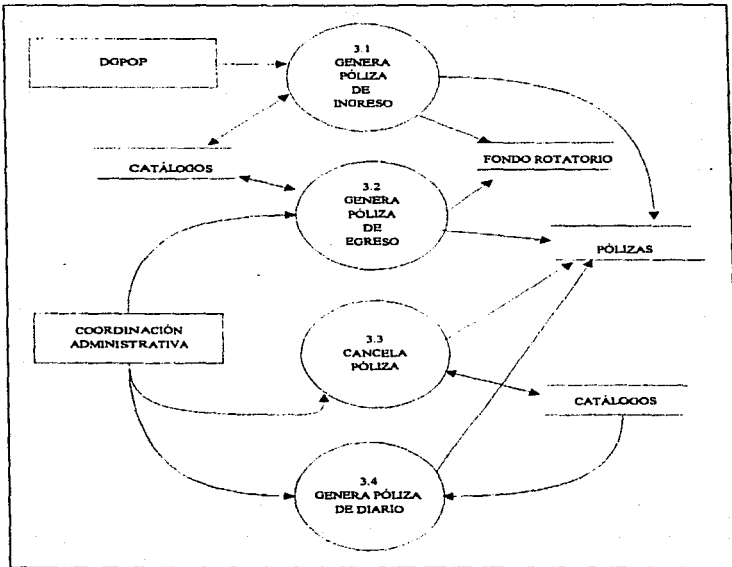 DGPOP
3.1
GENERA
PÓLIZA
DE
INGRESO
CATÁLOGOS
FONDO ROTATORIO
3.2
GENERA
PÓLIZA
DE
EGRESO
PÓLIZAS
COORDINACIÓN
ADMINISTRATIVA
3.3
CANCELA
PÓLIZA
CATÁLOGOS
3.4
GENERA PÓLIZA
DE DIARIO